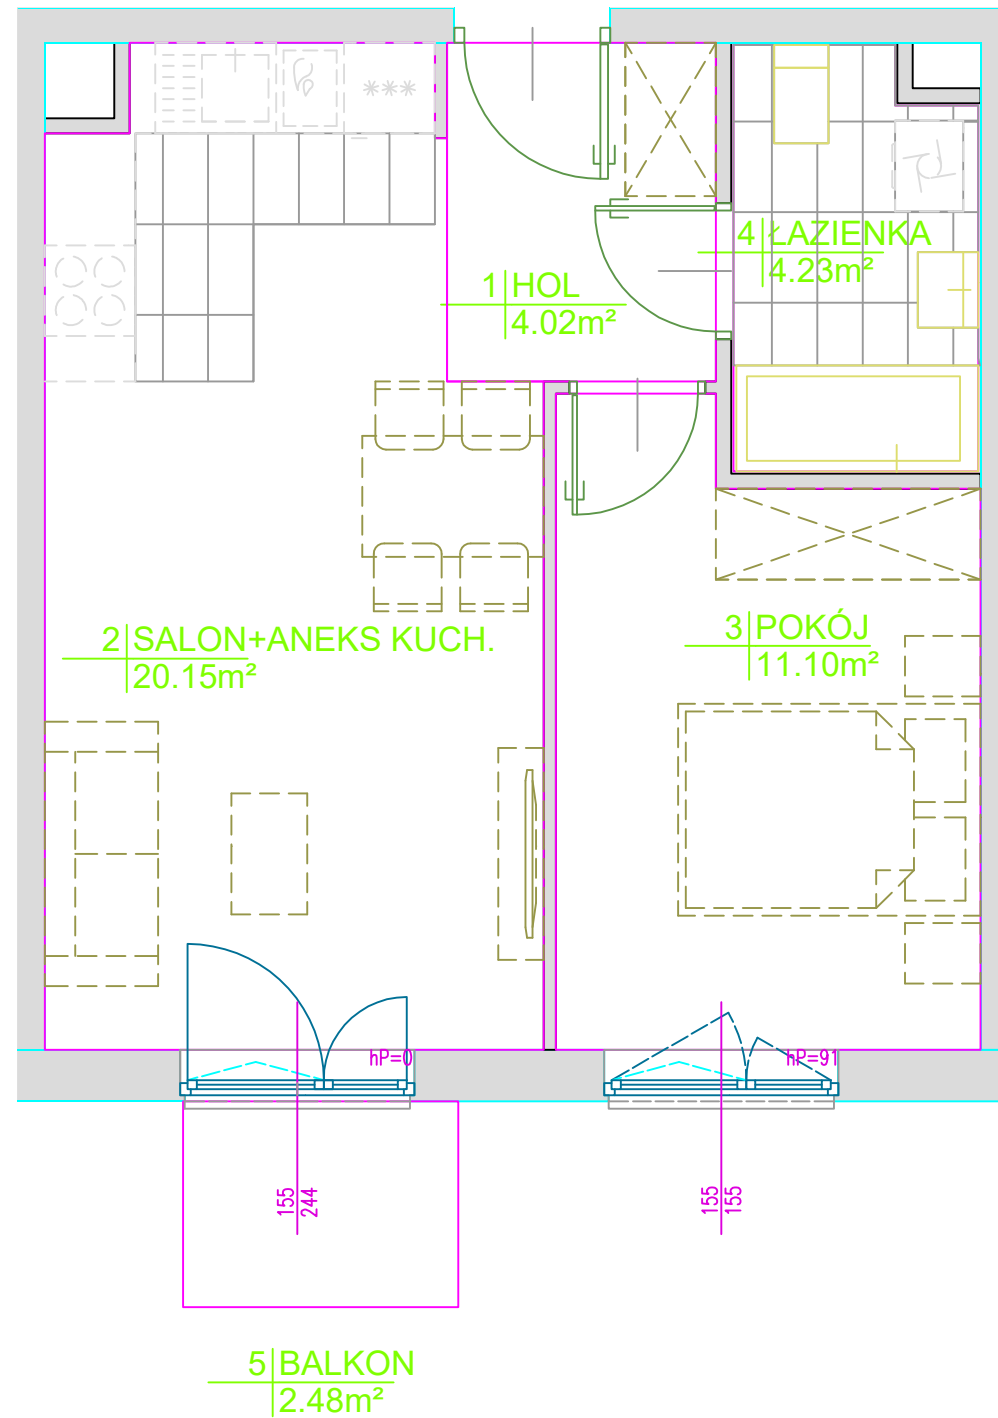 4 ŁAZIENKA
4.23m²
1 HOL
4.02m²
2 SALON+ANEKS KUCH.
20.15m²
3 POKÓJ
11.10m²
hP=0
hP=91
155
244
155
155
5 BALKON
2.48m²